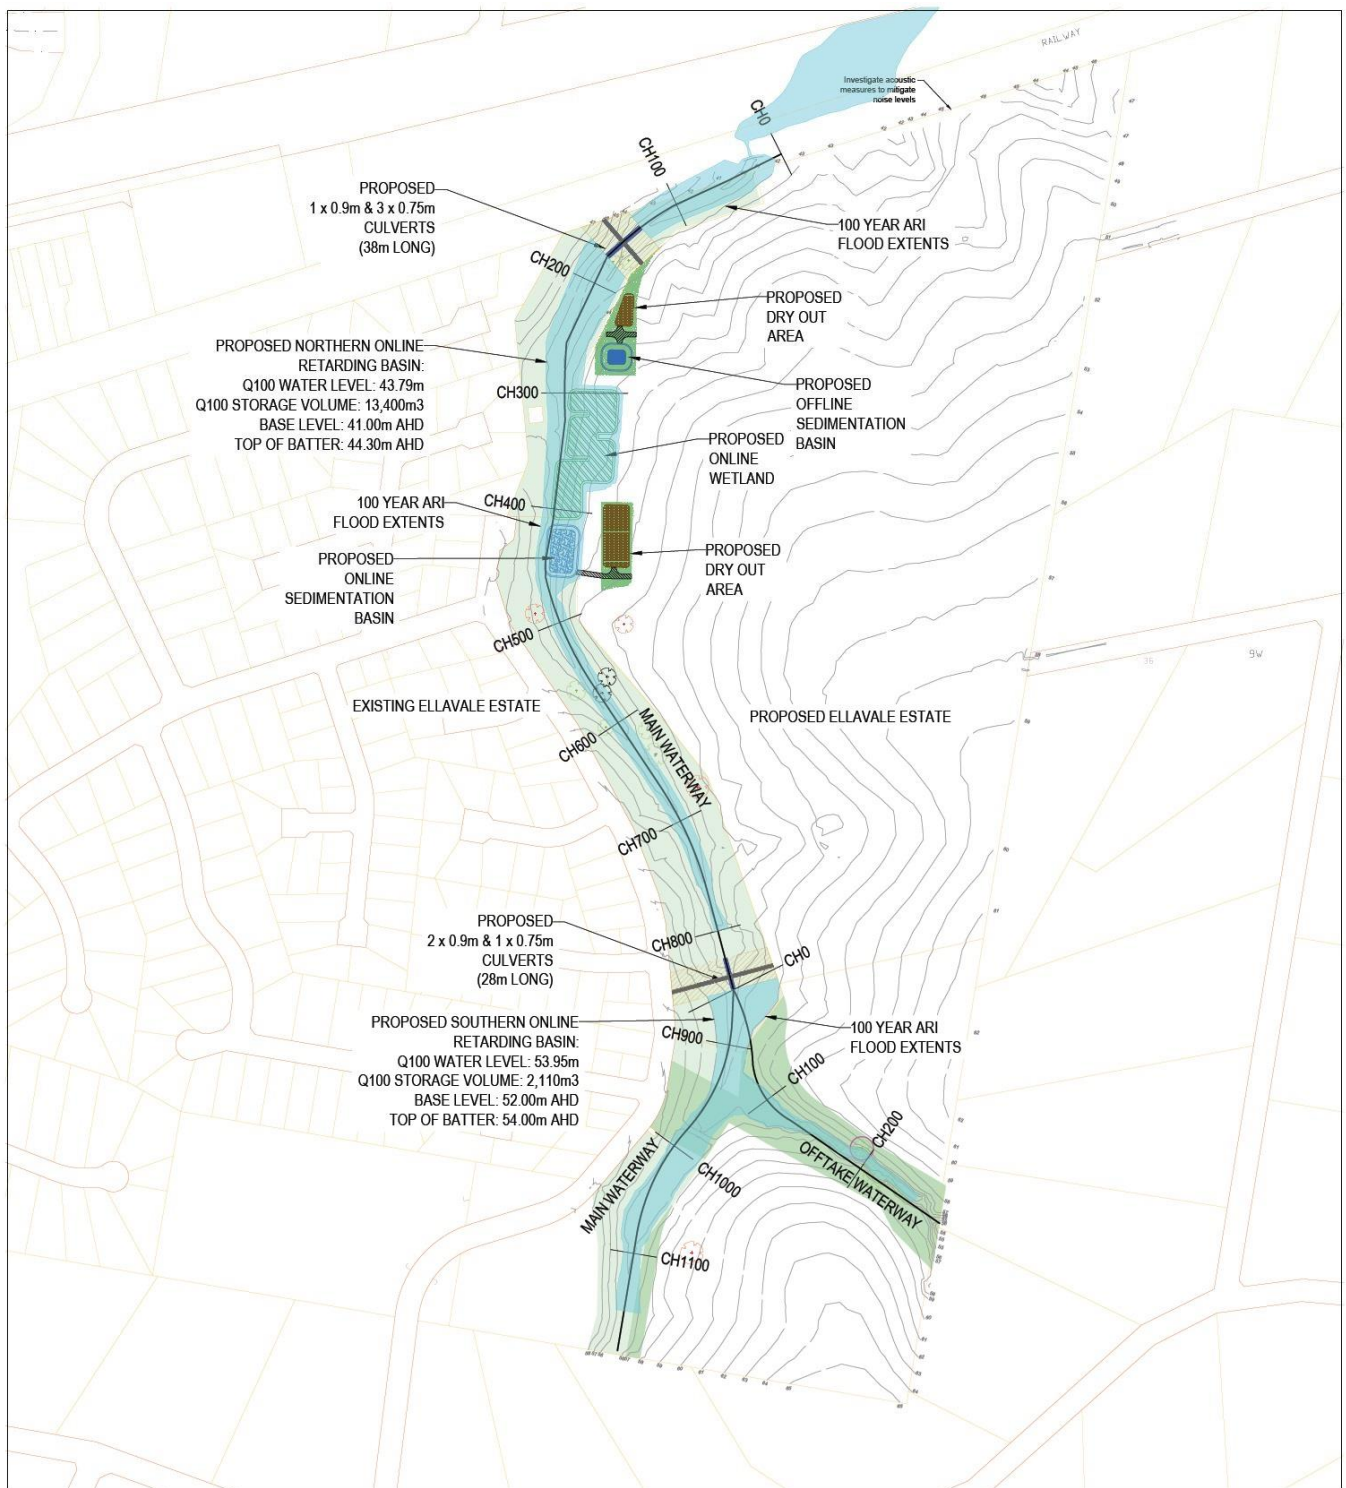 RAILWAY
Investigate acoustic
measures to mitigate
noise levels
CH0
CH100
PROPOSED
1 x 0.9m & 3 x 0.75m
CULVERTS
(38m LONG)
100 YEAR ARI
FLOOD EXTENTS
CH200
PROPOSED
DRY OUT
AREA
PROPOSED NORTHERN ONLINE
RETARDING BASIN:
Q100 WATER LEVEL: 43.79m
Q100 STORAGE VOLUME: 13,400m3
BASE LEVEL: 41.00m AHD
TOP OF BATTER: 44.30m AHD
CH300
PROPOSED
OFFLINE
SEDIMENTATION
BASIN
PROPOSED
ONLINE
WETLAND
100 YEAR ARI
FLOOD EXTENTS
CH400
PROPOSED
ONLINE
SEDIMENTATION
BASIN
PROPOSED
DRY OUT
AREA
CH500
EXISTING ELLAVALE ESTATE
PROPOSED ELLAVALE ESTATE
CH600
MAIN WATERWAY
CH700
PROPOSED
2 x 0.9m & 1 x 0.75m
CULVERTS
(28m LONG)
CH800
CH0
PROPOSED SOUTHERN ONLINE
RETARDING BASIN:
Q100 WATER LEVEL: 53.95m
Q100 STORAGE VOLUME: 2,110m3
BASE LEVEL: 52.00m AHD
TOP OF BATTER: 54.00m AHD
CH900
100 YEAR ARI
FLOOD EXTENTS
CH100
CH200
OFFTAKE WATERWAY
MAIN WATERWAY
CH1000
CH1100